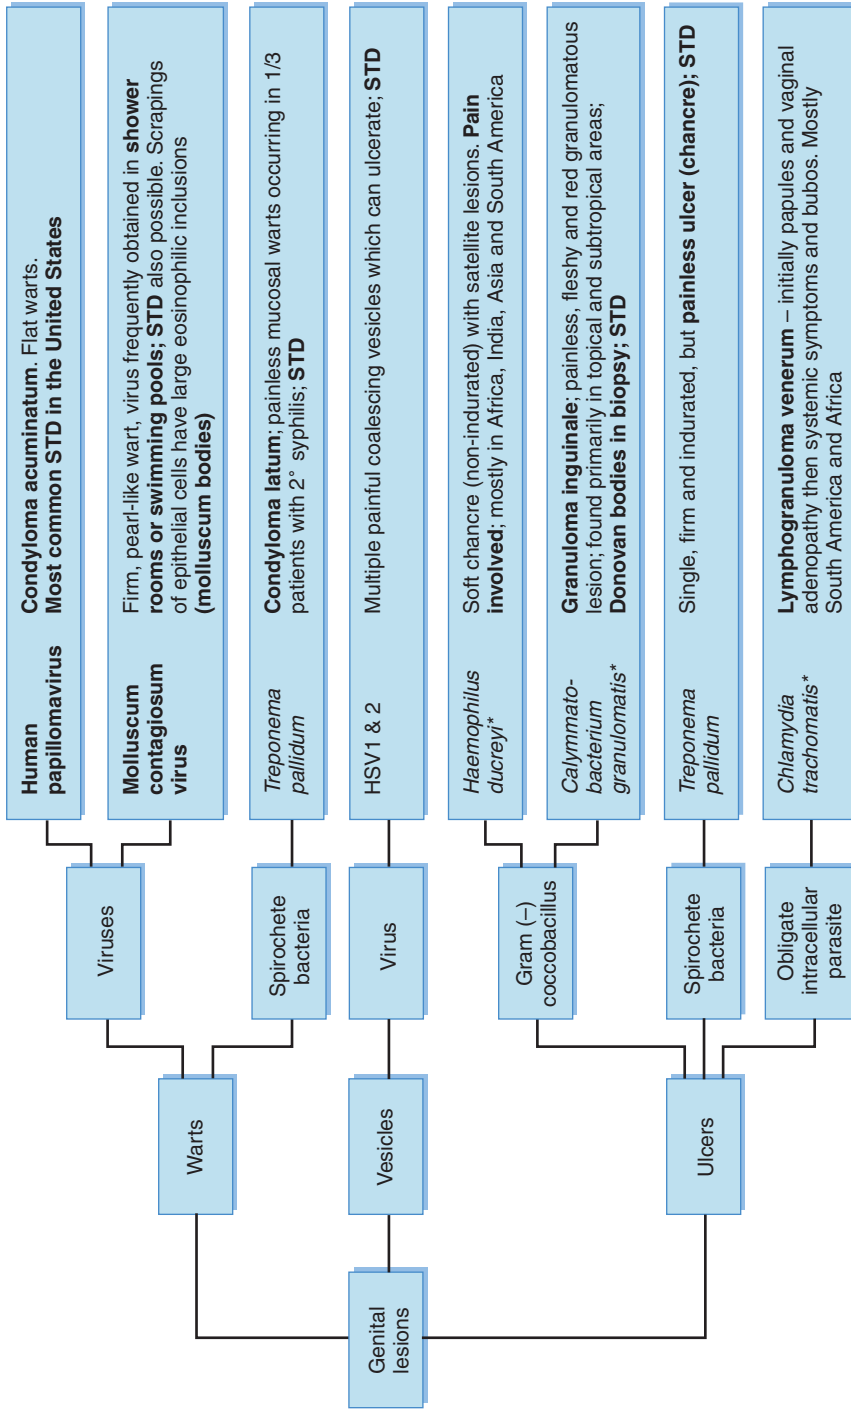 Genital
lesions
Warts
Viruses
Human
papillomavirus
Condyloma acuminatum. Flat warts.
Most common STD in the United States
Molluscum
contagiosum
virus
Firm, pearl-like wart, virus frequently obtained in shower
rooms or swimming pools; STD also possible. Scrapings
of epithelial cells have large eosinophilic inclusions
(molluscum bodies)
Spirochete
bacteria
Treponema
pallidum
Condyloma latum; painless mucosal warts occurring in 1/3
patients with 2° syphilis; STD
Vesicles
Virus
HSV1 & 2
Multiple painful coalescing vesicles which can ulcerate; STD
Ulcers
Gram (–)
coccobacillus
Haemophilus
ducreyi*
Soft chancre (non-indurated) with satellite lesions. Pain
involved; mostly in Africa, India, Asia and South America
Calymmato-
bacterium
granulomatis*
Granuloma inguinale; painless, fleshy and red granulomatous
lesion; found primarily in topical and subtropical areas;
Donovan bodies in biopsy; STD
Spirochete
bacteria
Treponema
pallidum
Single, firm and indurated, but painless ulcer (chancre); STD
Obligate
intracellular
parasite
Chlamydia
trachomatis*
Lymphogranuloma venerum – initially papules and vaginal
adenopathy then systemic symptoms and bubos. Mostly
South America and Africa